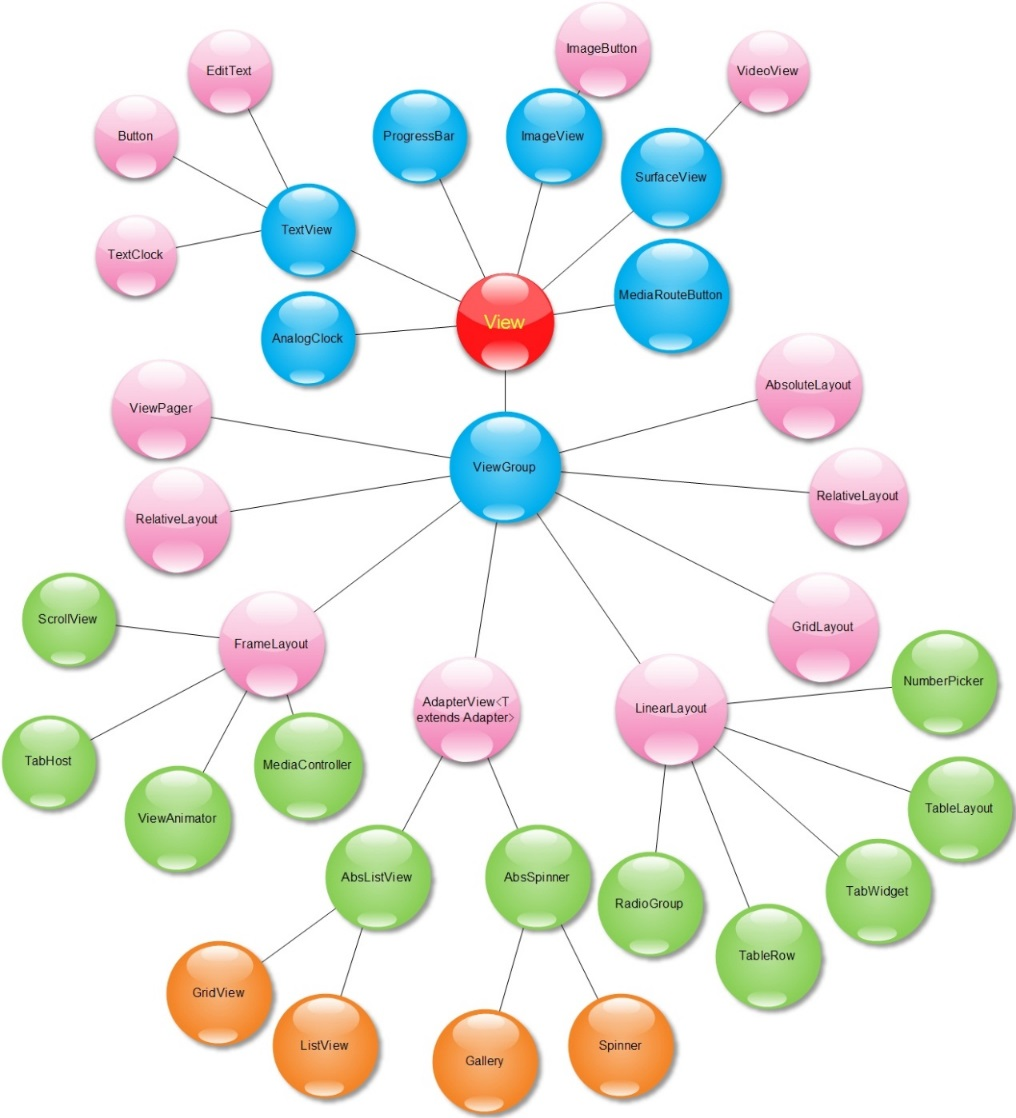 ImageButton
EditText
VideoView
Button
ProgressBar
ImageView
SurfaceView
TextView
TextClock
MediaRouteButton
View
AnalogClock
AbsoluteLayout
ViewPager
ViewGroup
RelativeLayout
RelativeLayout
ScrollView
GridLayout
FrameLayout
NumberPicker
AdapterView<T
extends Adapter>
LinearLayout
TabHost
MediaController
TableLayout
ViewAnimator
AbsListView
AbsSpinner
TabWidget
RadioGroup
TableRow
GridView
ListView
Spinner
Gallery